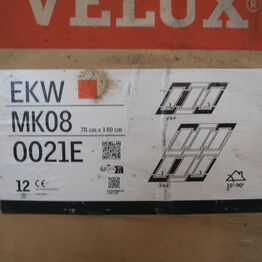 VELUX®
EKW
MK08 78 cm x 140 cm
0021E
12 CE
15°-90°